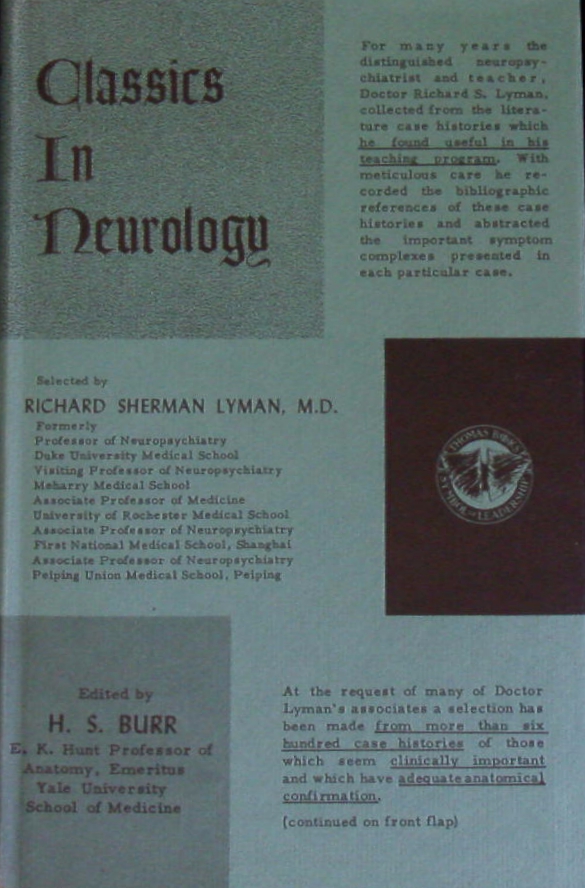 Classics
In
Neurology
For many years the
distinguished neuropsy-
chiatrist and teacher,
Doctor Richard S. Lyman,
collected from the litera-
ture case histories which
he found useful in his
teaching program. With
meticulous care he re-
corded the bibliographic
references of these case
histories and abstracted
the important symptom
complexes presented in
each particular case.
Selected by
RICHARD SHERMAN LYMAN, M.D.
Formerly
Professor of Neuropsychiatry
Duke University Medical School
Visiting Professor of Neuropsychiatry
Meharry Medical School
Associate Professor of Medicine
University of Rochester Medical School
Associate Professor of Neuropsychiatry
First National Medical School, Shanghai
Associate Professor of Neuropsychiatry
Peiping Union Medical School, Peiping
THOMAS BOOKS
SYMBOL OF LEADERSHIP
Edited by
H. S. BURR
E. K. Hunt Professor of
Anatomy, Emeritus
Yale University
School of Medicine
At the request of many of Doctor
Lyman's associates a selection has
been made from more than six
hundred case histories of those
which seem clinically important
and which have adequate anatomical
confirmation.
(continued on front flap)